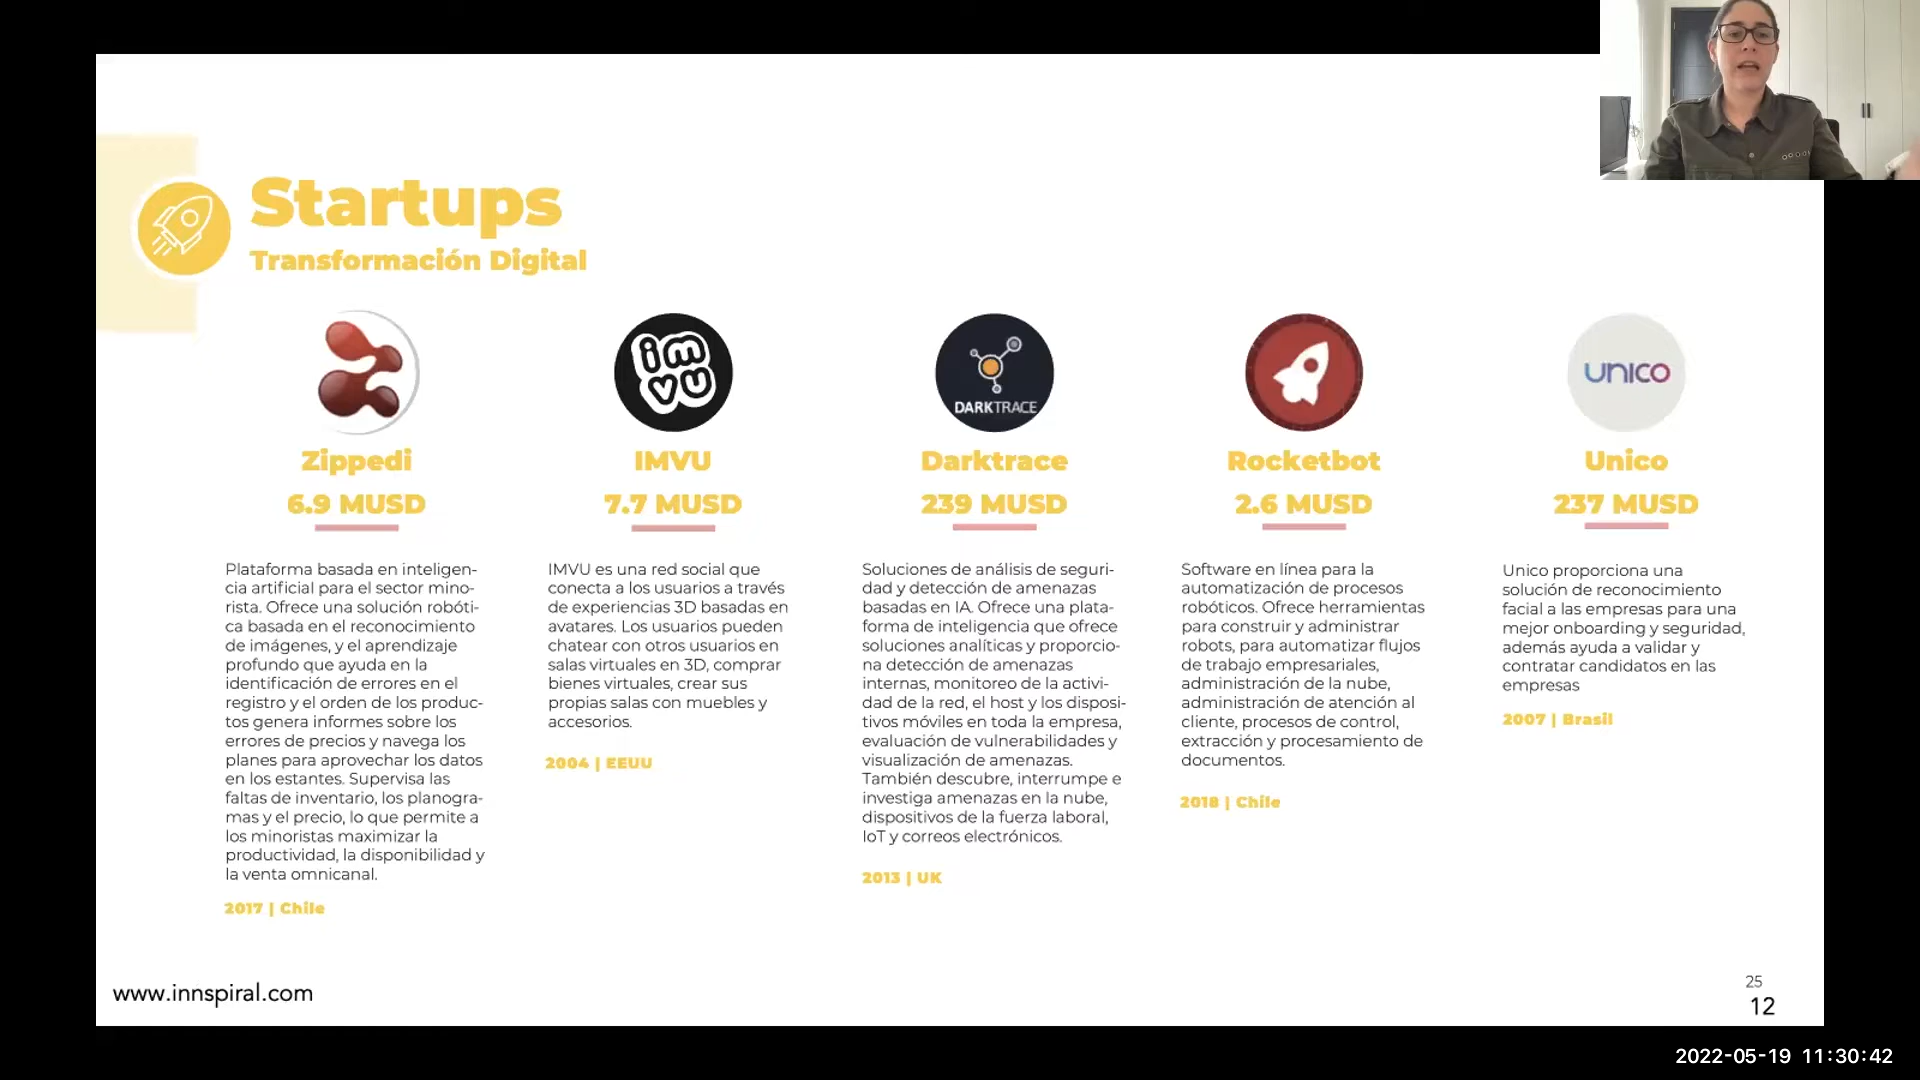 Startups
Transformación Digital
im
vu
DARKTRACE
unico
Zippedi
6.9 MUSD
Plataforma basada en inteligen-
cia artificial para el sector mino-
rista. Ofrece una solución robóti-
ca basada en el reconocimiento
de imágenes, y el aprendizaje
profundo que ayuda en la
identificación de errores en el
registro y el orden de los produc-
tos genera informes sobre los
errores de precios y navega los
planes para aprovechar los datos
en los estantes. Supervisa las
faltas de inventario, los planogra-
mas y el precio, lo que permite a
los minoristas maximizar la
productividad, la disponibilidad y
la venta omnicanal.
2017 | Chile
IMVU
7.7 MUSD
IMVU es una red social que
conecta a los usuarios a través
de experiencias 3D basadas en
avatares. Los usuarios pueden
chatear con otros usuarios en
salas virtuales en 3D, comprar
bienes virtuales, crear sus
propias salas con muebles y
accesorios.
2004 | EEUU
Darktrace
239 MUSD
Soluciones de análisis de seguri-
dad y detección de amenazas
basadas en IA. Ofrece una plata-
forma de inteligencia que ofrece
soluciones analíticas y proporcio-
na detección de amenazas
internas, monitoreo de la activi-
dad de la red, el host y los disposi-
tivos móviles en toda la empresa,
evaluación de vulnerabilidades y
visualización de amenazas.
También descubre, interrumpe e
investiga amenazas en la nube,
dispositivos de la fuerza laboral,
IoT y correos electrónicos.
2013 | UK
Rocketbot
2.6 MUSD
Software en línea para la
automatización de procesos
robóticos. Ofrece herramientas
para construir y administrar
robots, para automatizar flujos
de trabajo empresariales,
administración de la nube,
administración de atención al
cliente, procesos de control,
extracción y procesamiento de
documentos.
2018 | Chile
Unico
237 MUSD
Unico proporciona una
solución de reconocimiento
facial a las empresas para una
mejor onboarding y seguridad,
además ayuda a validar y
contratar candidatos en las
empresas
2007 | Brasil
www.innspiral.com
25
12
2022-05-19 11:30:42